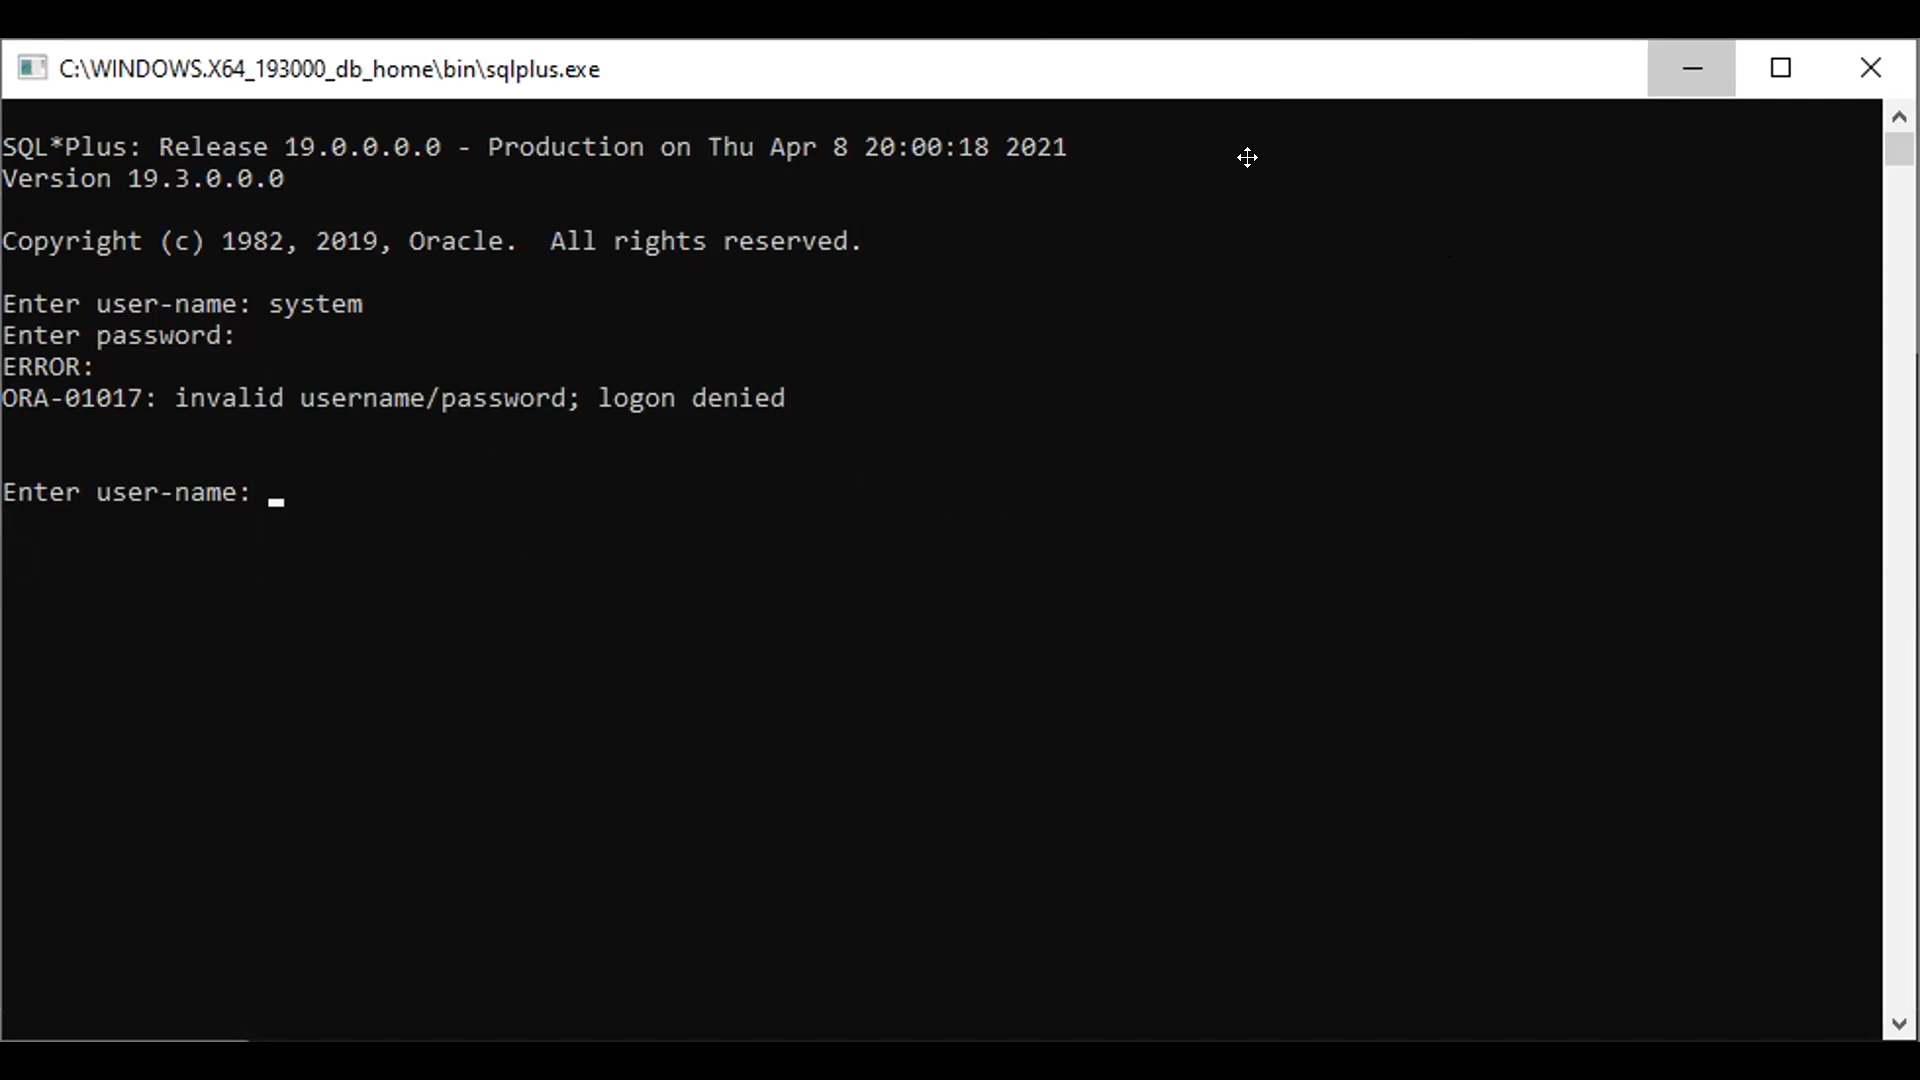 C:\WINDOWS.X64_193000_db_home\bin\sqlplus.exe
SQL*Plus: Release 19.0.0.0.0 - Production on Thu Apr 8 20:00:18 2021
Version 19.3.0.0.0
Copyright (c) 1982, 2019, Oracle.  All rights reserved.
Enter user-name: system
Enter password:
ERROR:
ORA-01017: invalid username/password; logon denied
Enter user-name: